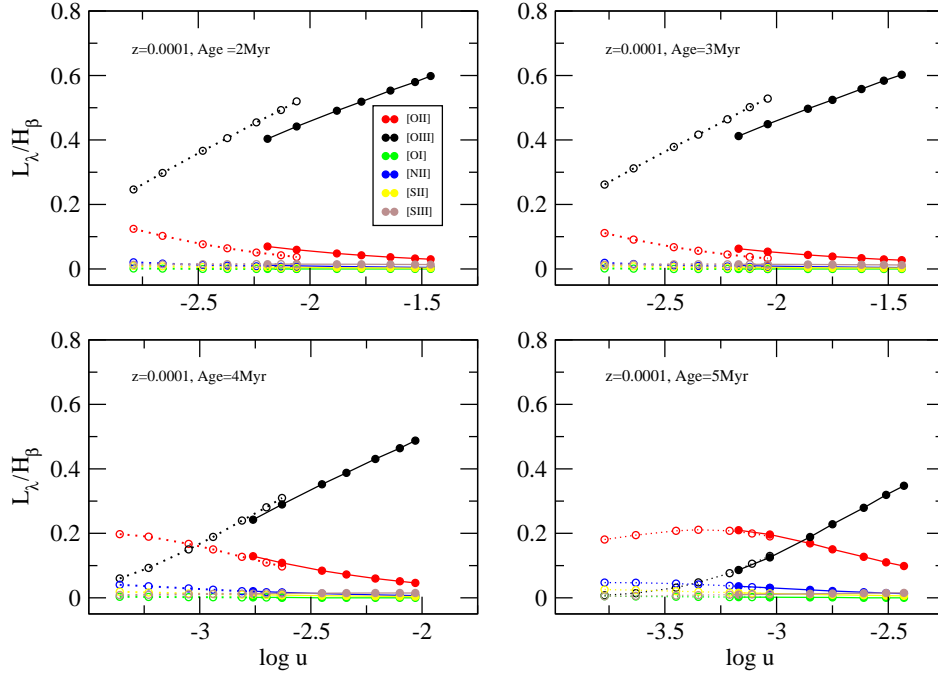 0.8
0.6
0.4
0.2
0
L_λ/H_β
z=0.0001, Age =2Myr
[OII]
[OIII]
[OI]
[NII]
[SII]
[SIII]
-2.5
-2
-1.5
0.8
0.6
0.4
0.2
0
L_λ/H_β
z=0.0001, Age=3Myr
-2.5
-2
-1.5
0.8
0.6
0.4
0.2
0
L_λ/H_β
z=0.0001, Age=4Myr
-3
-2.5
-2
log u
0.8
0.6
0.4
0.2
0
L_λ/H_β
z=0.0001, Age=5Myr
-3.5
-3
-2.5
log u